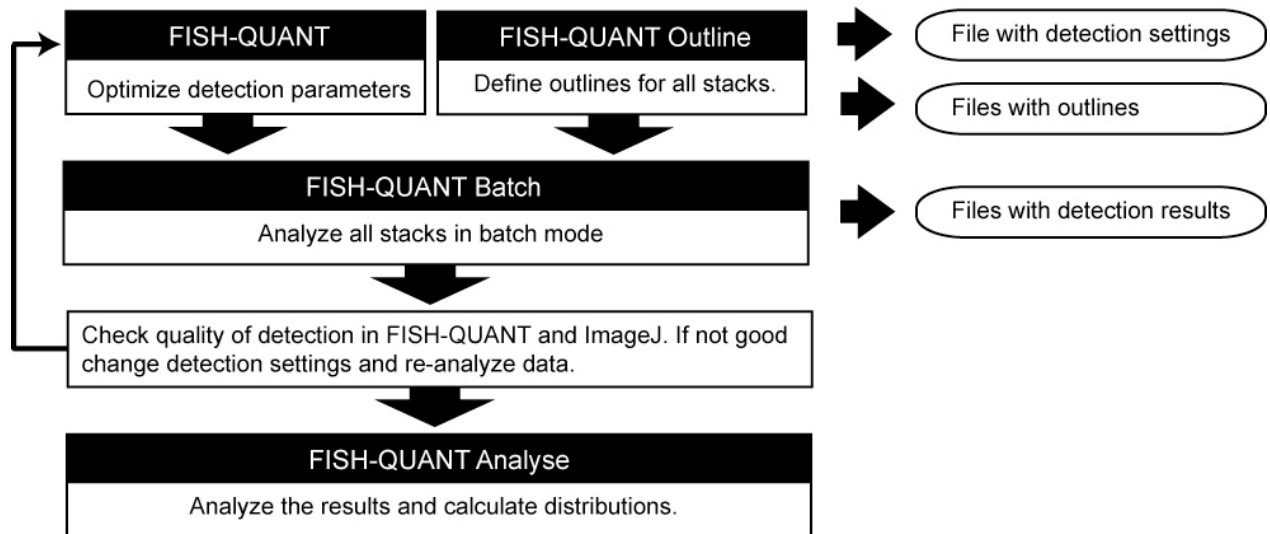 FISH-QUANT
Optimize detection parameters
FISH-QUANT Outline
Define outlines for all stacks.
File with detection settings
Files with outlines
FISH-QUANT Batch
Analyze all stacks in batch mode
Files with detection results
Check quality of detection in FISH-QUANT and ImageJ. If not good
change detection settings and re-analyze data.
FISH-QUANT Analyse
Analyze the results and calculate distributions.